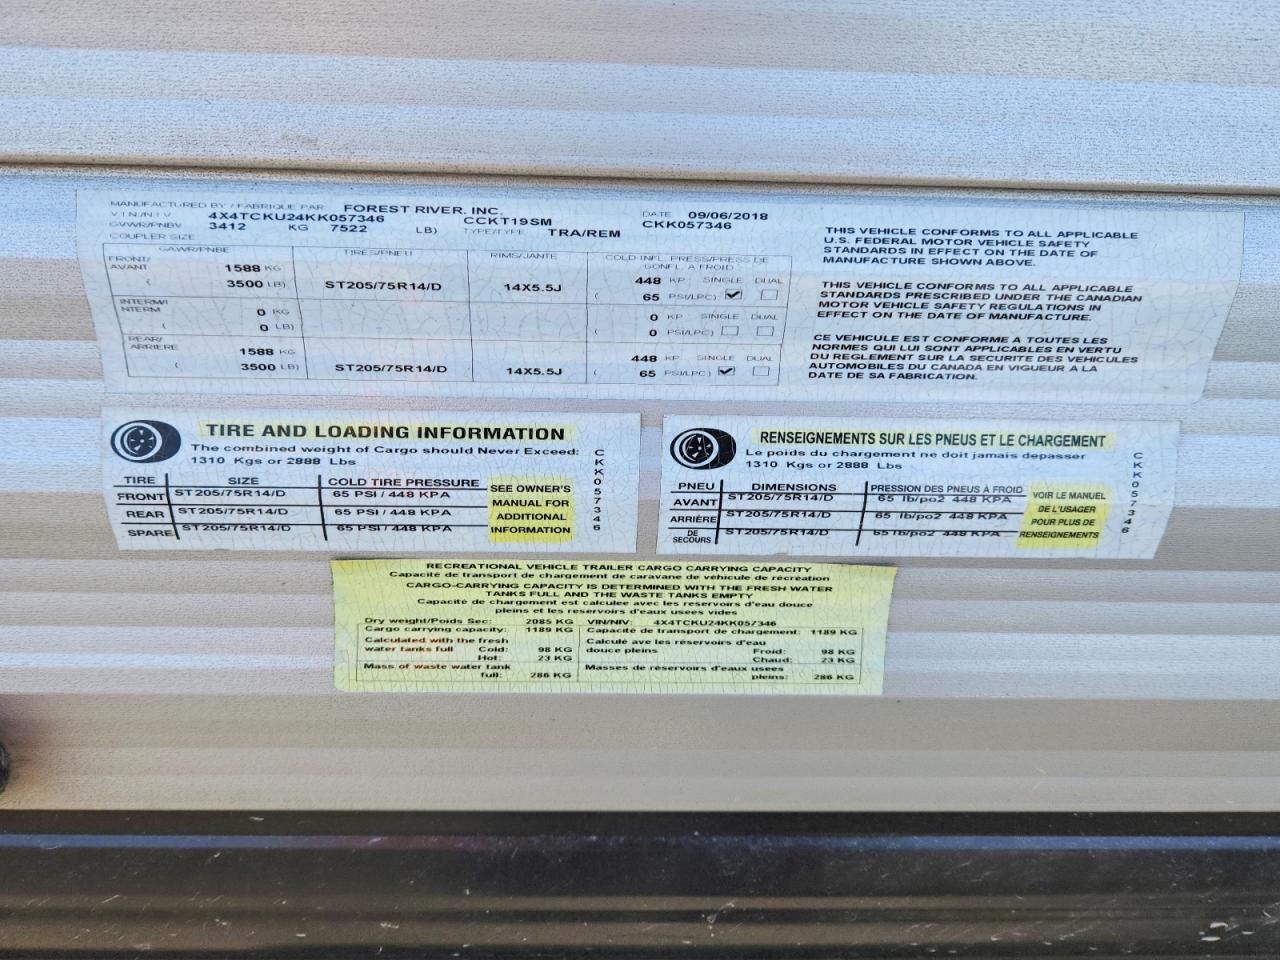 MANUFACTURED BY / FABRIQUE PAR FOREST RIVER, INC. DATE 09/06/2018
V.I.N./N.I.V 4X4TCKU24KK057346 CCKT19SM CKK057346
GVWR/PNBV 3412 KG 7522 LB) TYPE/TYPE TRA/REM
COUPLER SIZE
GAWR/PNBE TIRES/PNEU RIMS/JANTE COLD INFL. PRESS/PRESS DE GONFL A FROID
FRONT/ AVANT 1588 KG 448 KP SINGLE DUAL
( 3500 LB) ST205/75R14/D 14X5.5J ( 65 PSI/LPC)
INTERM/I NTERM 0 KG 0 KP SINGLE DUAL
( 0 LB) ( 0 PSI/LPC)
REAR/ ARRIERE 1588 KG 448 KP SINGLE DUAL
( 3500 LB) ST205/75R14/D 14X5.5J ( 65 PSI/LPC)
THIS VEHICLE CONFORMS TO ALL APPLICABLE
U.S. FEDERAL MOTOR VEHICLE SAFETY
STANDARDS IN EFFECT ON THE DATE OF
MANUFACTURE SHOWN ABOVE.
THIS VEHICLE CONFORMS TO ALL APPLICABLE
STANDARDS PRESCRIBED UNDER THE CANADIAN
MOTOR VEHICLE SAFETY REGULATIONS IN
EFFECT ON THE DATE OF MANUFACTURE.
CE VEHICULE EST CONFORME A TOUTES LES
NORMES QUI LUI SONT APPLICABLES EN VERTU
DU REGLEMENT SUR LA SECURITE DES VEHICULES
AUTOMOBILES DU CANADA EN VIGUEUR A LA
DATE DE SA FABRICATION.
TIRE AND LOADING INFORMATION
The combined weight of Cargo should Never Exceed:
1310 Kgs or 2888 Lbs
TIRE SIZE COLD TIRE PRESSURE
FRONT ST205/75R14/D 65 PSI / 448 KPA
REAR ST205/75R14/D 65 PSI / 448 KPA
SPARE ST205/75R14/D 65 PSI / 448 KPA
SEE OWNER'S
MANUAL FOR
ADDITIONAL
INFORMATION
CKK057346
RENSEIGNEMENTS SUR LES PNEUS ET LE CHARGEMENT
Le poids du chargement ne doit jamais depasser
1310 Kgs or 2888 Lbs
PNEU DIMENSIONS PRESSION DES PNEUS À FROID
AVANT ST205/75R14/D 65 lb/po2 448 KPA
ARRIÈRE ST205/75R14/D 65 lb/po2 448 KPA
DE SECOURS ST205/75R14/D 65 lb/po2 448 KPA
VOIR LE MANUEL
DE L'USAGER
POUR PLUS DE
RENSEIGNEMENTS
CKK057346
RECREATIONAL VEHICLE TRAILER CARGO CARRYING CAPACITY
Capacite de transport de chargement de caravane de véhicule de récréation
CARGO-CARRYING CAPACITY IS DETERMINED WITH THE FRESH WATER
TANKS FULL AND THE WASTE TANKS EMPTY
Capacite de chargement est calculee avec les reservoirs d'eau douce
pleins et les reservoirs d'eaux usees vides
Dry weight/Poids Sec: 2085 KG VIN/NIV: 4X4TCKU24KK057346
Cargo carrying capacity: 1189 KG Capacite de transport de chargement: 1189 KG
Calculated with the fresh Calculé ave les réservoirs d'eau
water tanks full Cold: 98 KG douce pleins Froid: 98 KG
Hot: 23 KG Chaud: 23 KG
Mass of waste water tank Masses de réservoirs d'eaux usees
full: 286 KG pleins: 286 KG